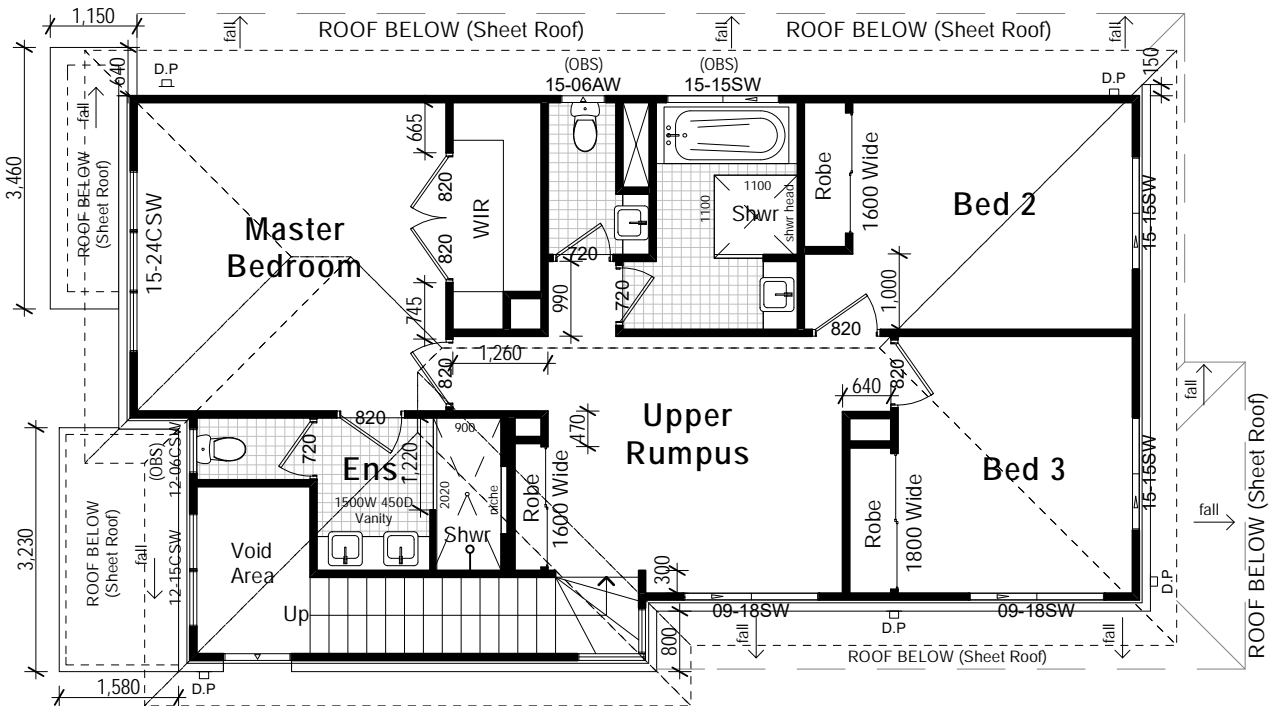 1,150
ROOF BELOW (Sheet Roof)
ROOF BELOW (Sheet Roof)
fall
fall
fall
640
D.P
(OBS)
15-06AW
(OBS)
15-15SW
D.P
150
3,460
fall
ROOF BELOW
(Sheet Roof)
15-24CSW
Master
Bedroom
665
820
820
745
WIR
720
990
720
1100
1100
Shwr
shwr head
Robe
1600 Wide
Bed 2
15-15SW
1,000
820
820
1,260
820
640
470
Upper
Rumpus
Bed 3
15-15SW
fall
fall
ROOF BELOW (Sheet Roof)
3,230
ROOF BELOW
(Sheet Roof)
fall
(OBS)
12-06CSW
12-15CSW
820
720
Ens
1,220
1500W 450D
Vanity
900
2020
niche
Shwr
Robe
1600 Wide
Robe
1800 Wide
Void
Area
Up
300
09-18SW
09-18SW
D.P
D.P
800
fall
fall
ROOF BELOW (Sheet Roof)
1,580
D.P